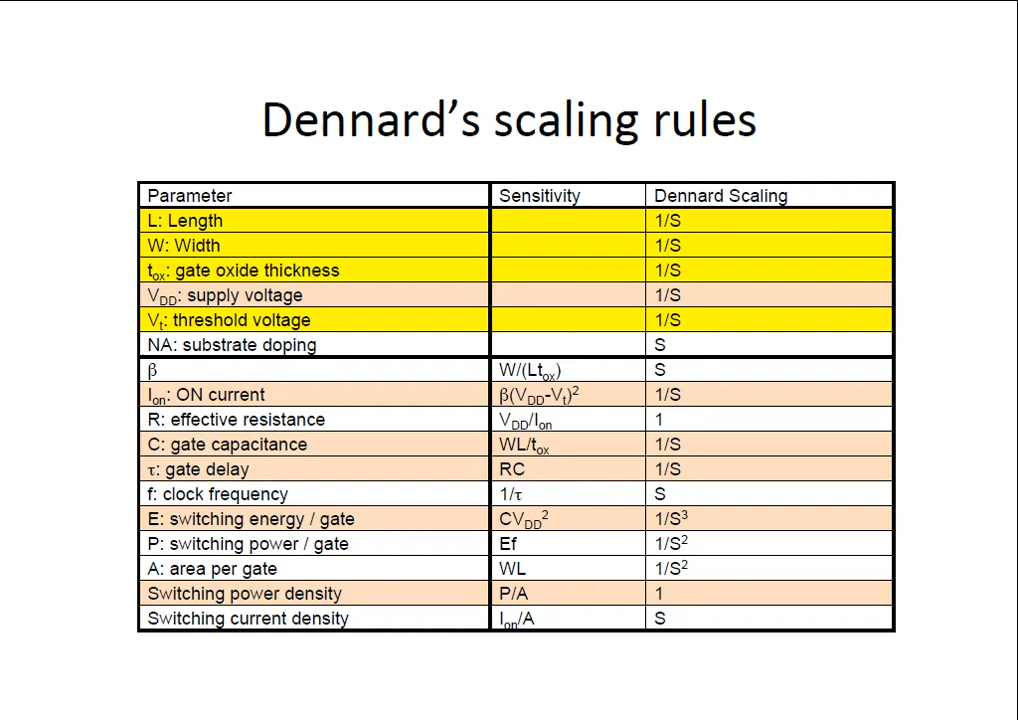 Dennard's scaling rules
Parameter Sensitivity Dennard Scaling
L: Length 1/S
W: Width 1/S
tox: gate oxide thickness 1/S
VDD: supply voltage 1/S
Vt: threshold voltage 1/S
NA: substrate doping S
β W/(Ltox) S
Ion: ON current β(VDD-Vt)² 1/S
R: effective resistance VDD/Ion 1
C: gate capacitance WL/tox 1/S
τ: gate delay RC 1/S
f: clock frequency 1/τ S
E: switching energy / gate CVDD² 1/S³
P: switching power / gate Ef 1/S²
A: area per gate WL 1/S²
Switching power density P/A 1
Switching current density Ion/A S